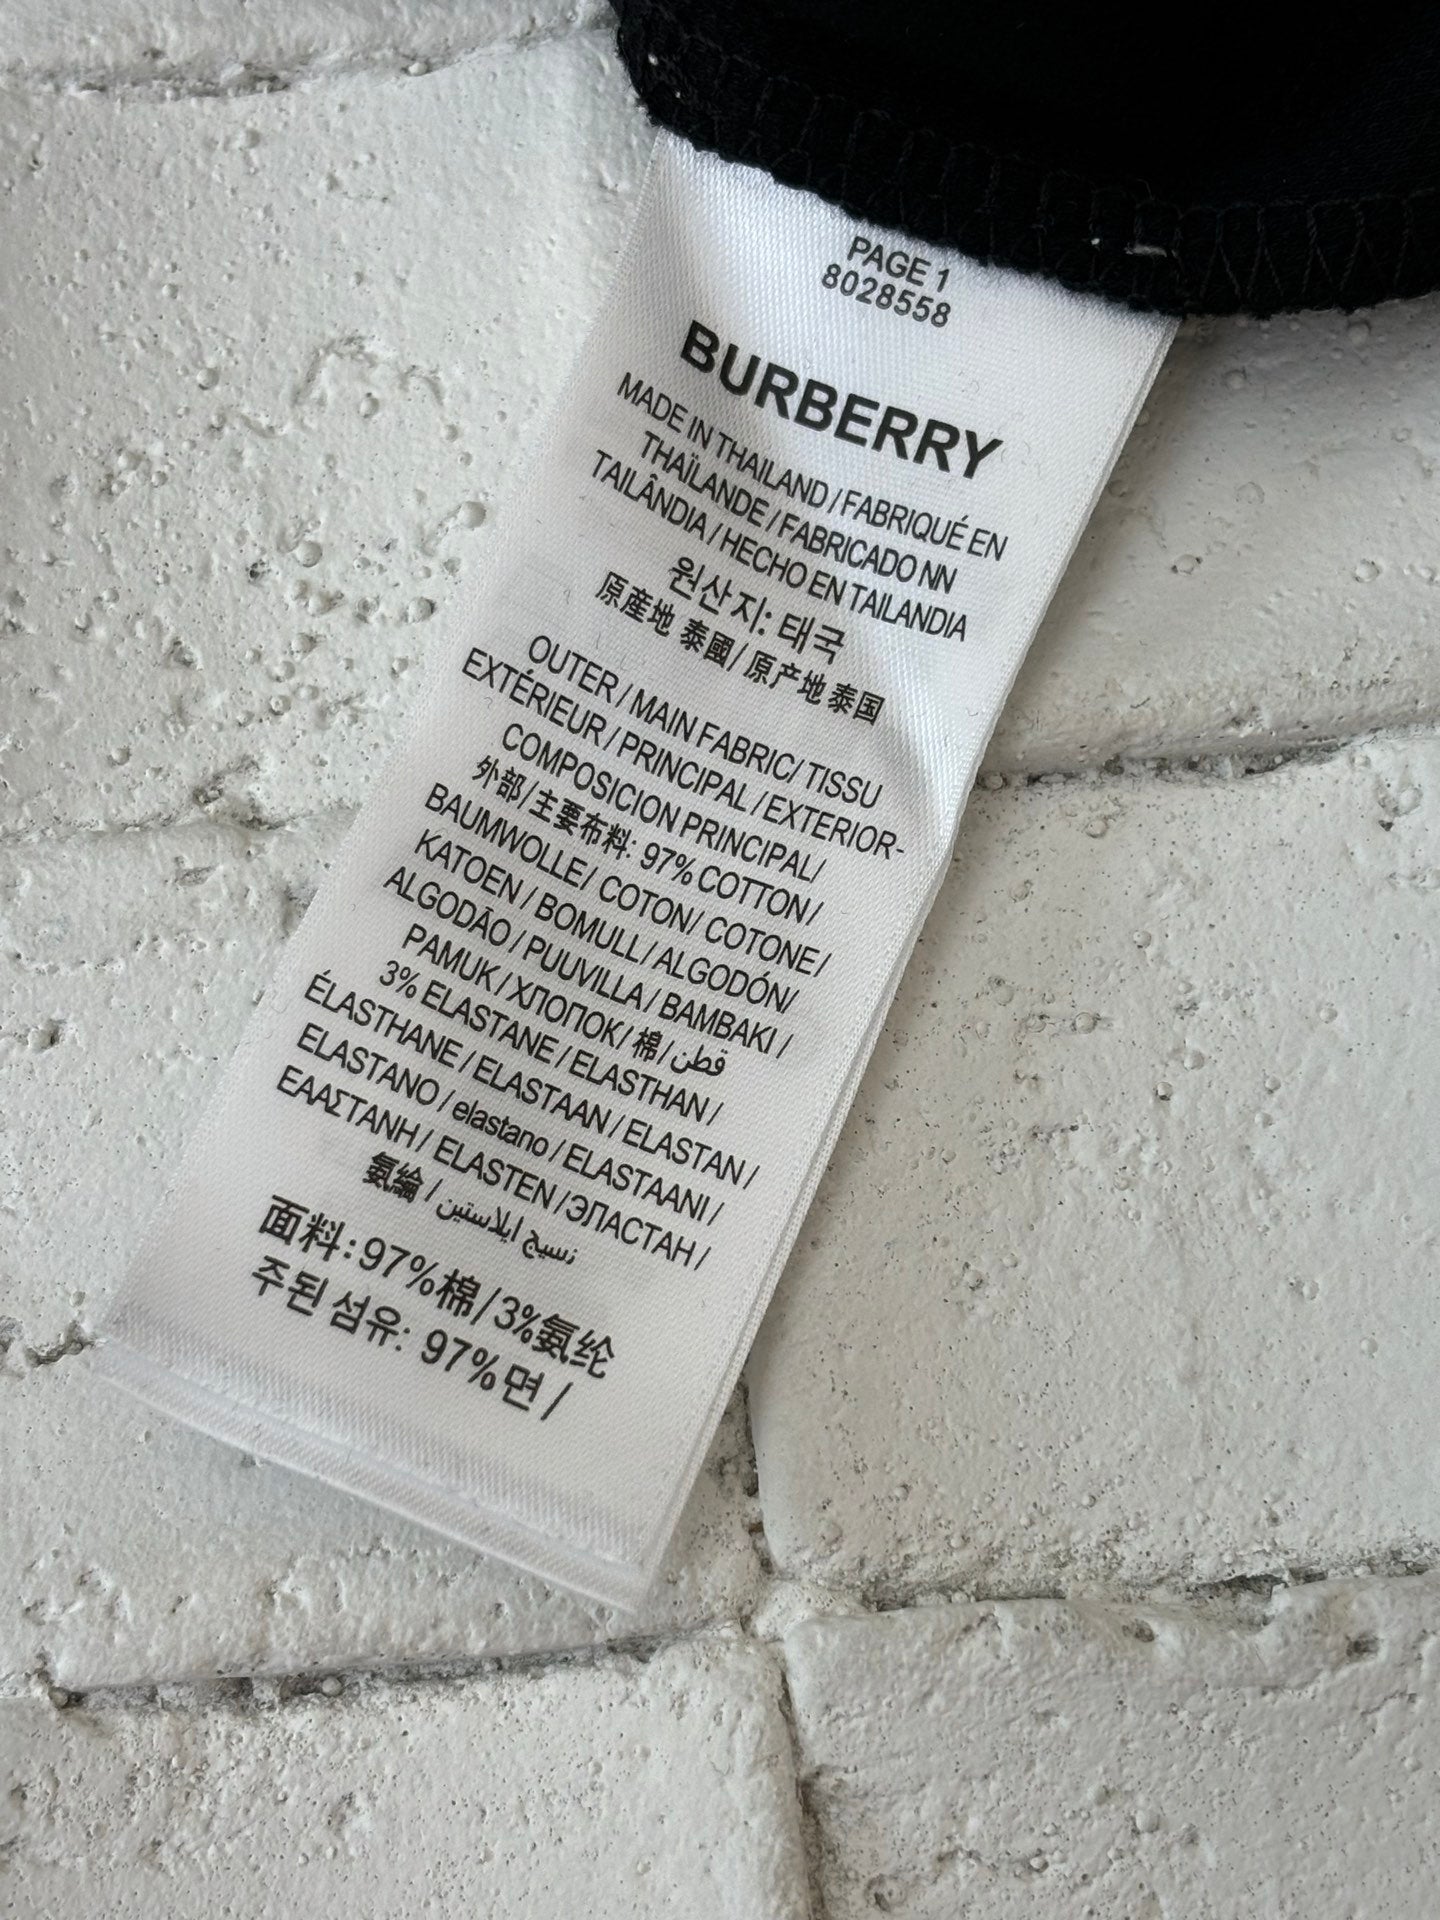 PAGE 1
8028558
BURBERRY
MADE IN THAILAND / FABRIQUÉ EN
THAÏLANDE / FABRICADO NN
TAILÂNDIA / HECHO EN TAILANDIA
원산지: 태국
原產地 泰國/ 原产地 泰国
OUTER / MAIN FABRIC/ TISSU
EXTÉRIEUR / PRINCIPAL / EXTERIOR-
COMPOSICION PRINCIPAL/
外部/主要布料: 97% COTTON /
BAUMWOLLE/ COTON/ COTONE /
KATOEN / BOMULL / ALGODÓN/
ALGODÃO / PUUVILLA / BAMBAKI /
PAMUK / ХЛОПОК/ 棉/ قطن
3% ELASTANE / ELASTHAN /
ÉLASTHANE / ELASTAAN / ELASTAN /
ELASTANO / elastano / ELASTAANI /
ΕΑΑΣΤΑΝΗ / ELASTEN /ЭЛАСТАН /
氨綸 / نسيج ايلاستين
面料: 97%棉/3%氨纶
주된 섬유: 97%면 /